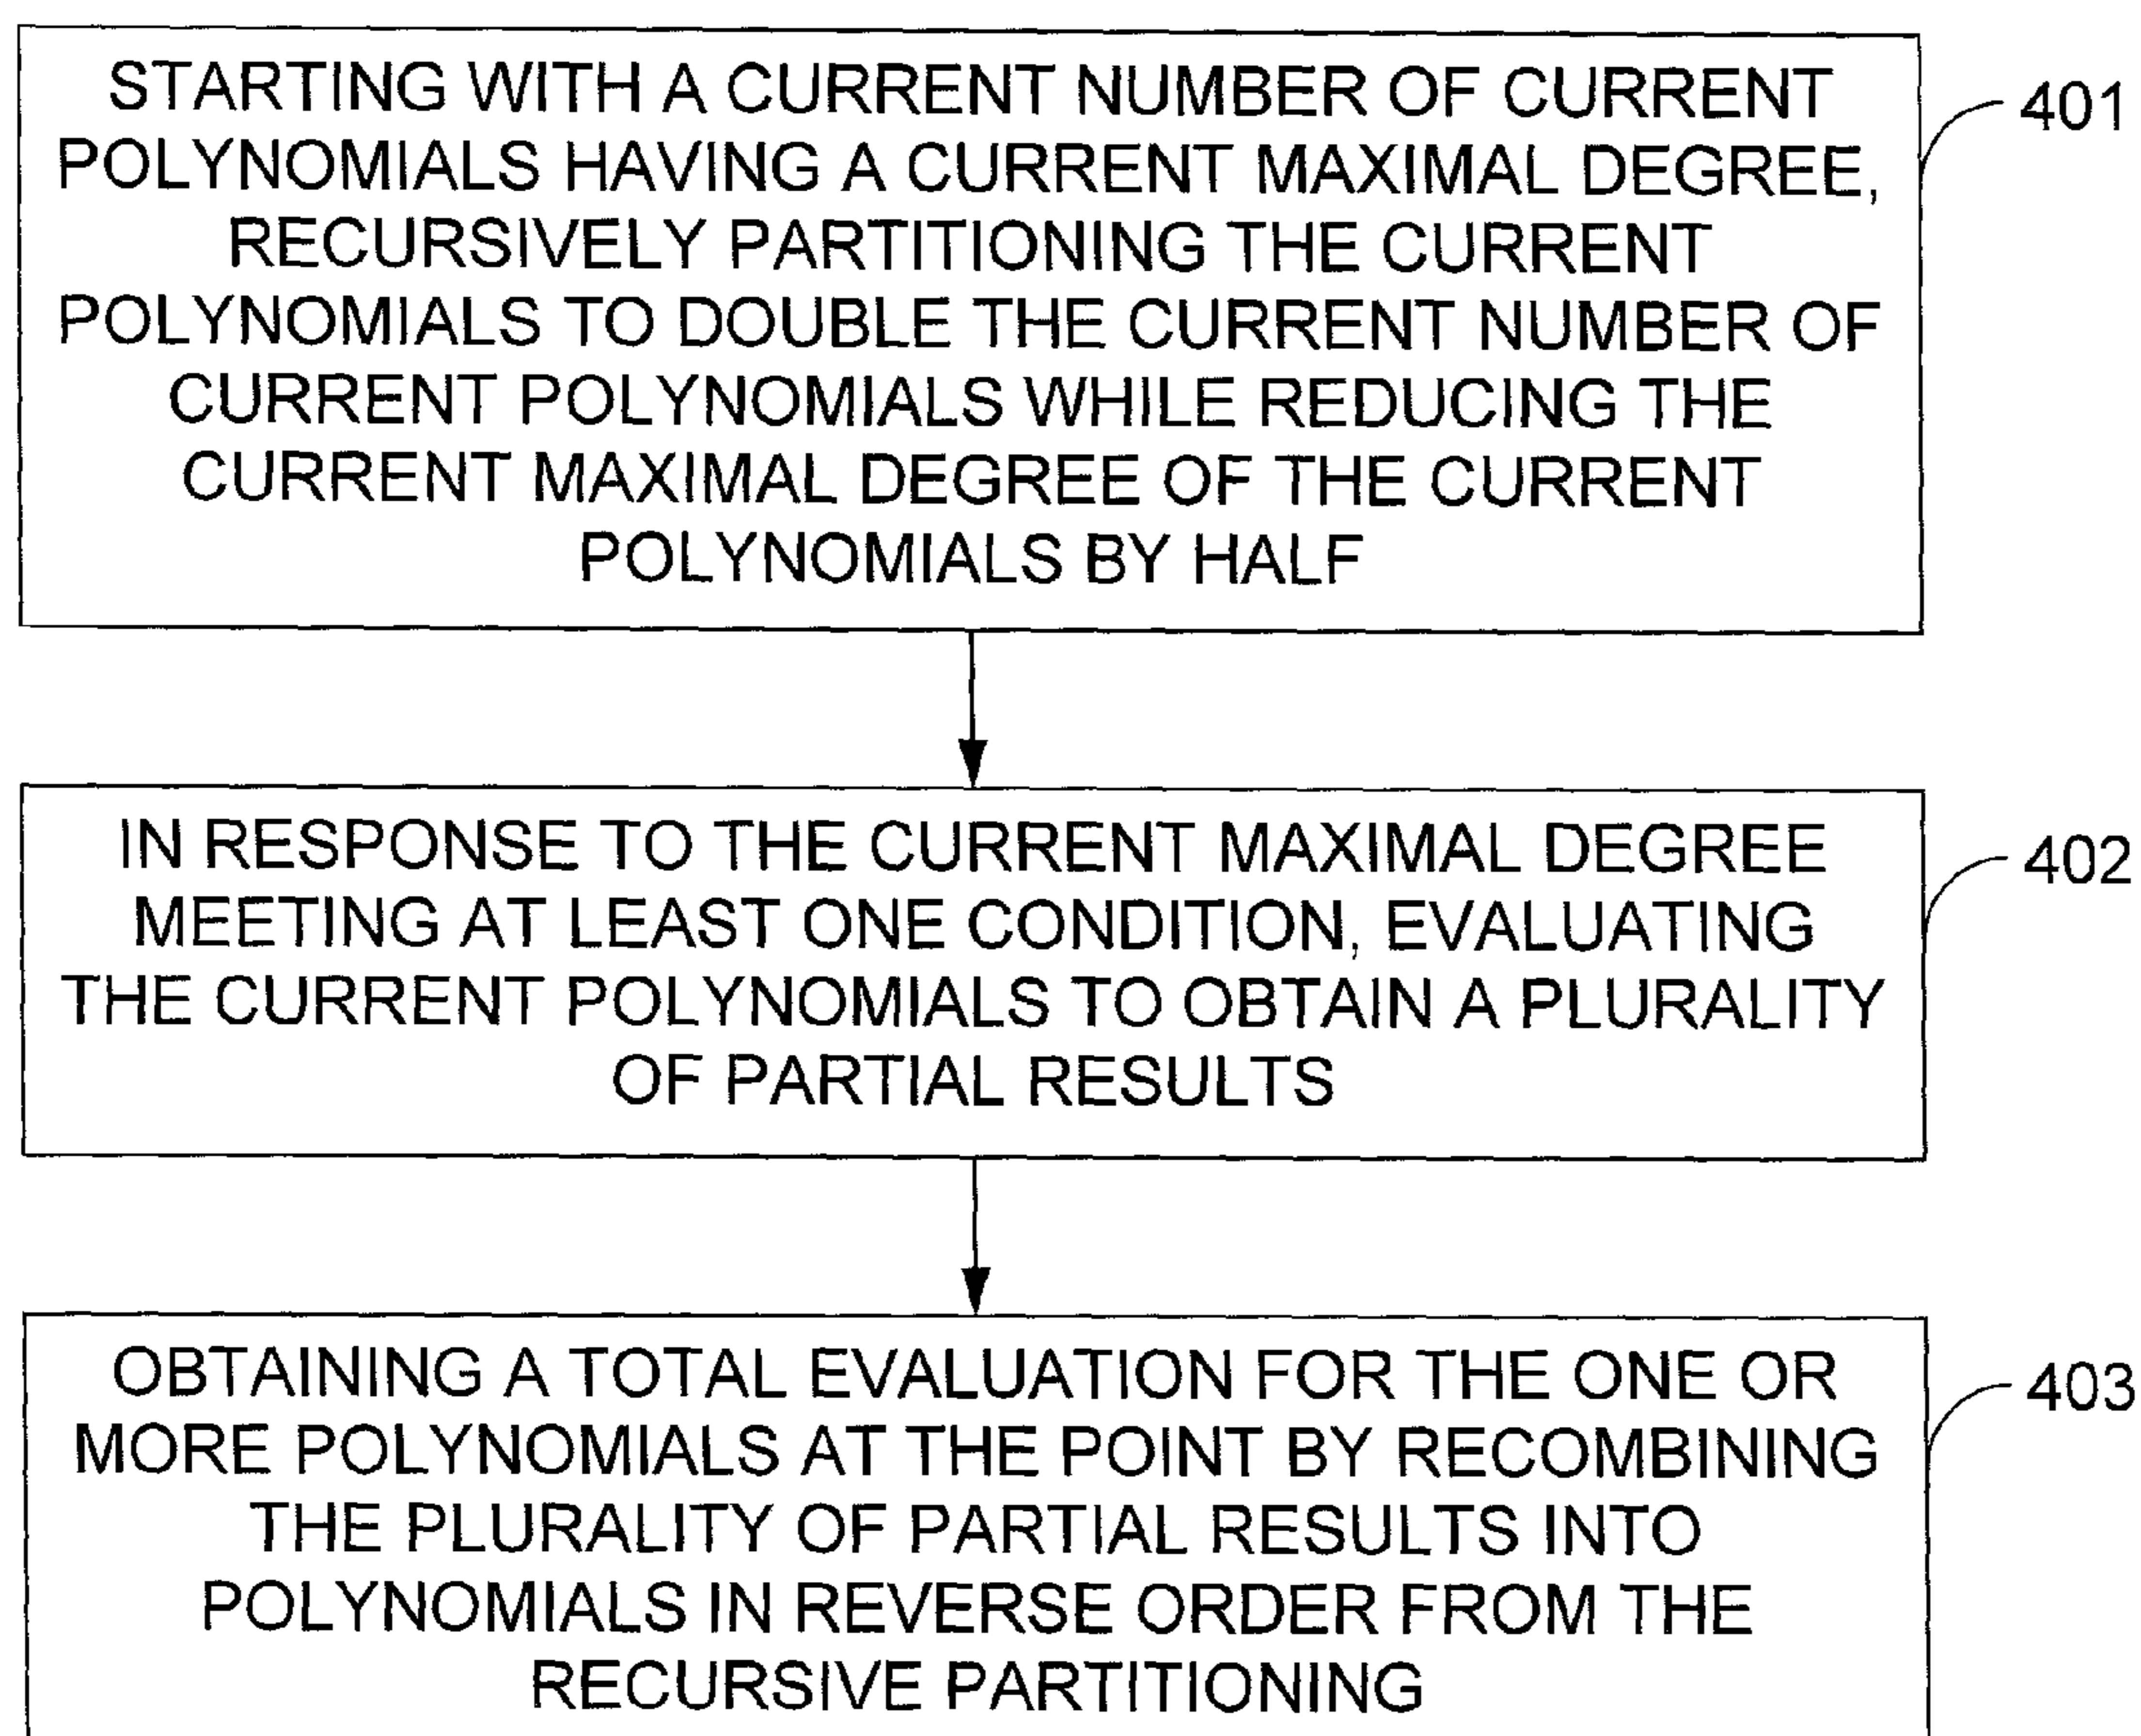 STARTING WITH A CURRENT NUMBER OF CURRENT
POLYNOMIALS HAVING A CURRENT MAXIMAL DEGREE,
RECURSIVELY PARTITIONING THE CURRENT
POLYNOMIALS TO DOUBLE THE CURRENT NUMBER OF
CURRENT POLYNOMIALS WHILE REDUCING THE
CURRENT MAXIMAL DEGREE OF THE CURRENT
POLYNOMIALS BY HALF
401
IN RESPONSE TO THE CURRENT MAXIMAL DEGREE
MEETING AT LEAST ONE CONDITION, EVALUATING
THE CURRENT POLYNOMIALS TO OBTAIN A PLURALITY
OF PARTIAL RESULTS
402
OBTAINING A TOTAL EVALUATION FOR THE ONE OR
MORE POLYNOMIALS AT THE POINT BY RECOMBINING
THE PLURALITY OF PARTIAL RESULTS INTO
POLYNOMIALS IN REVERSE ORDER FROM THE
RECURSIVE PARTITIONING
403